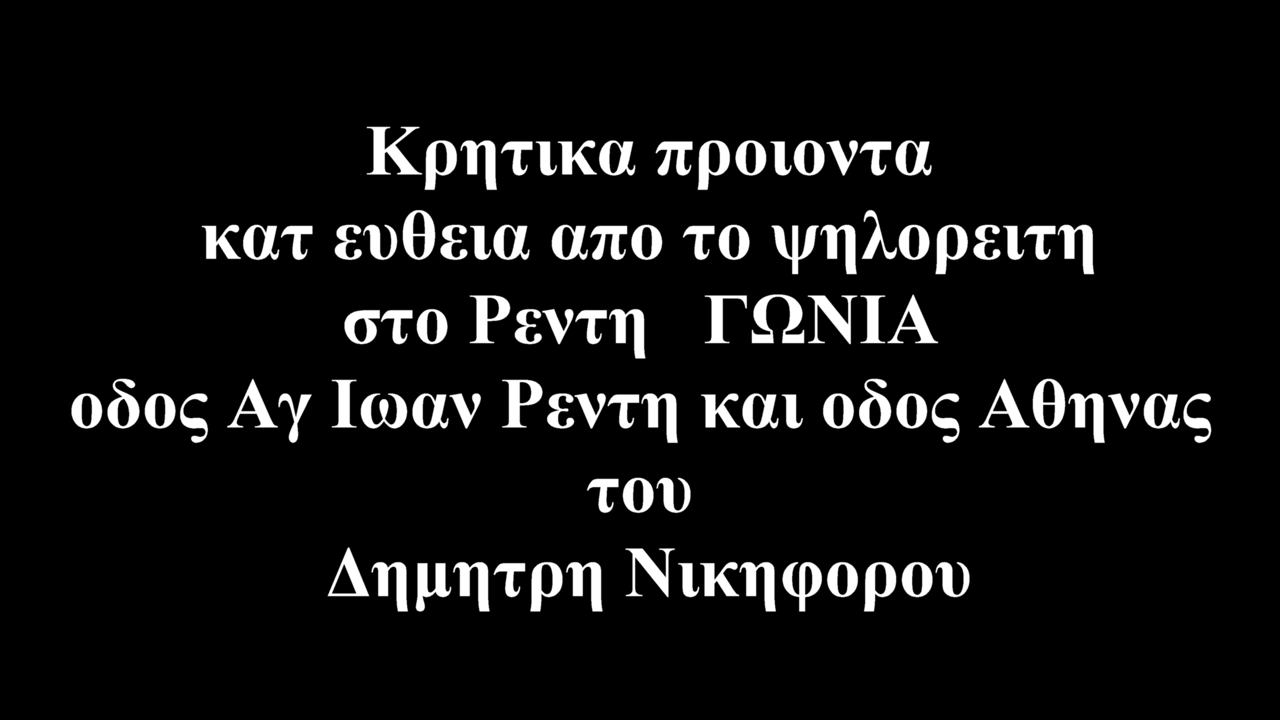 Κρητικα προιοντα
κατ ευθεια απο το ψηλορειτη
στο Ρεντη ΓΩΝΙΑ
οδος Αγ Ιωαν Ρεντη και οδος Αθηνας
του
Δημητρη Νικηφορου